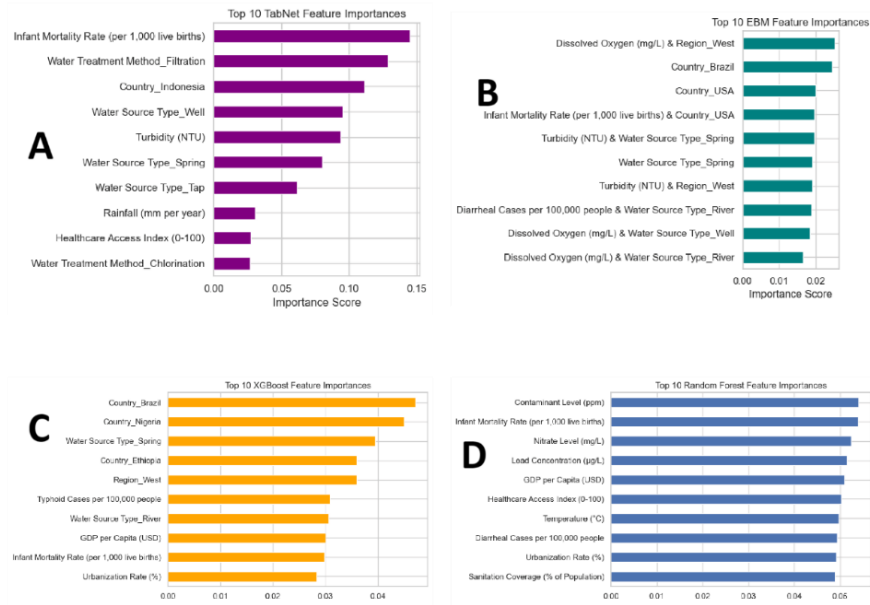 Top 10 TabNet Feature Importances
Infant Mortality Rate (per 1,000 live births)
Water Treatment Method_Filtration
Country_Indonesia
Water Source Type_Well
Turbidity (NTU)
Water Source Type_Spring
Water Source Type_Tap
Rainfall (mm per year)
Healthcare Access Index (0-100)
Water Treatment Method_Chlorination
0.00 0.05 0.10 0.15
Importance Score
A
Top 10 EBM Feature Importances
Dissolved Oxygen (mg/L) & Region_West
Country_Brazil
Country_USA
Infant Mortality Rate (per 1,000 live births) & Country_USA
Turbidity (NTU) & Water Source Type_Spring
Water Source Type_Spring
Turbidity (NTU) & Region_West
Diarrheal Cases per 100,000 people & Water Source Type_River
Dissolved Oxygen (mg/L) & Water Source Type_Well
Dissolved Oxygen (mg/L) & Water Source Type_River
0.00 0.01 0.02
Importance Score
B
Top 10 XGBoost Feature Importances
Country_Brazil
Country_Nigeria
Water Source Type_Spring
Country_Ethiopia
Region_West
Typhoid Cases per 100,000 people
Water Source Type_River
GDP per Capita (USD)
Infant Mortality Rate (per 1,000 live births)
Urbanization Rate (%)
0.00 0.01 0.02 0.03 0.04
C
Top 10 Random Forest Feature Importances
Contaminant Level (ppm)
Infant Mortality Rate (per 1,000 live births)
Nitrate Level (mg/L)
Lead Concentration (µg/L)
GDP per Capita (USD)
Healthcare Access Index (0-100)
Temperature (°C)
Diarrheal Cases per 100,000 people
Urbanization Rate (%)
Sanitation Coverage (% of Population)
0.00 0.01 0.02 0.03 0.04 0.05
D